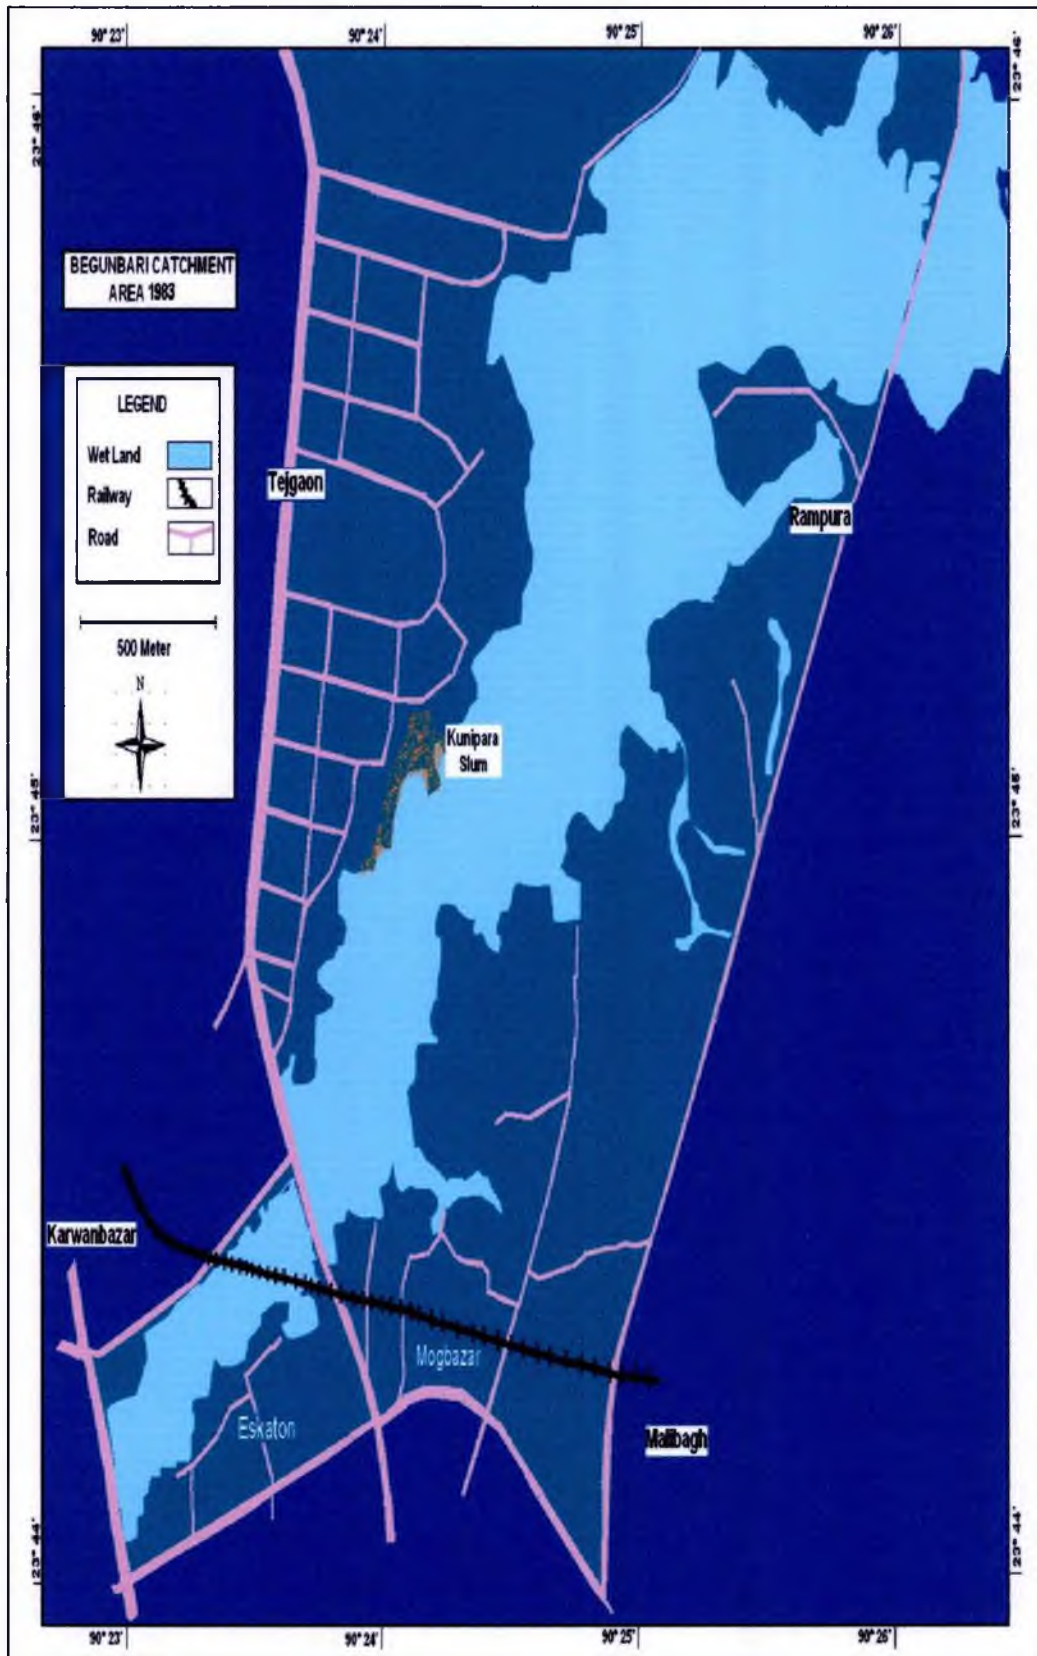 90° 23'
90° 24'
90° 25'
90° 26'
23° 46'
23° 46'
BEGUNBARI CATCHMENT
AREA 1983
LEGEND
Wet Land
Railway
Road
500 Meter
N
Tejgaon
Rampura
Kunipara
Slum
23° 45'
23° 45'
Karwanbazar
Mogbazar
Eskaton
Malibagh
23° 44'
23° 44'
90° 23'
90° 24'
90° 25'
90° 26'